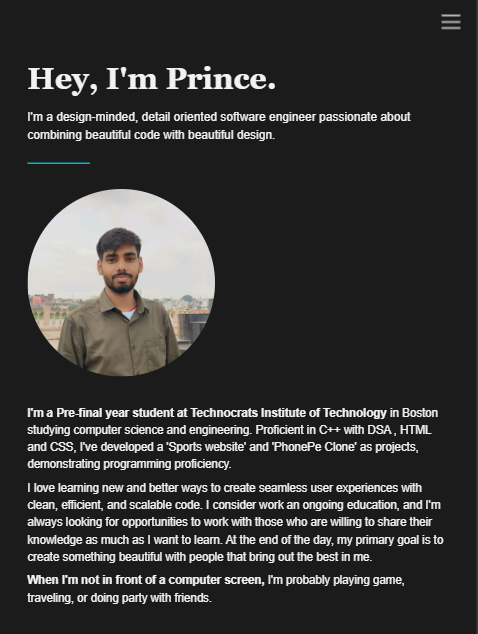 Hey, I'm Prince.
I'm a design-minded, detail oriented software engineer passionate about
combining beautiful code with beautiful design.
I'm a Pre-final year student at Technocrats Institute of Technology in Boston
studying computer science and engineering. Proficient in C++ with DSA , HTML
and CSS, I've developed a 'Sports website' and 'PhonePe Clone' as projects,
demonstrating programming proficiency.
I love learning new and better ways to create seamless user experiences with
clean, efficient, and scalable code. I consider work an ongoing education, and I'm
always looking for opportunities to work with those who are willing to share their
knowledge as much as I want to learn. At the end of the day, my primary goal is to
create something beautiful with people that bring out the best in me.
When I'm not in front of a computer screen, I'm probably playing game,
traveling, or doing party with friends.